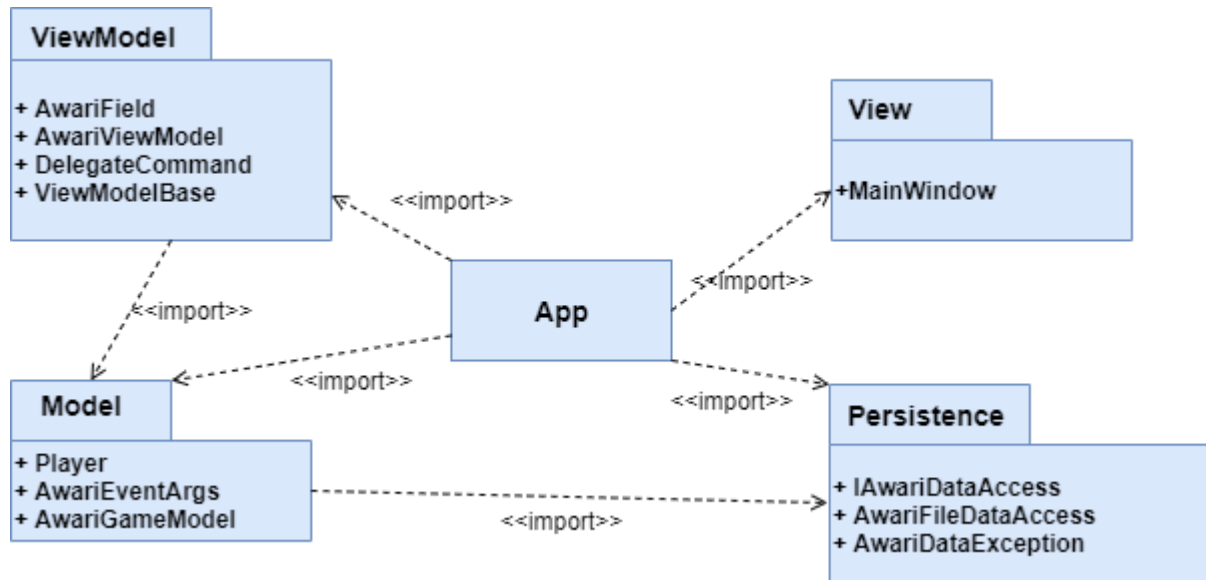 ViewModel
+ AwariField
+ AwariViewModel
+ DelegateCommand
+ ViewModelBase
View
+MainWindow
<<import>>
<<import>>
<<import>>
App
<<import>>
<<import>>
Model
+ Player
+ AwariEventArgs
+ AwariGameModel
<<import>>
Persistence
+ IAwariDataAccess
+ AwariFileDataAccess
+ AwariDataException